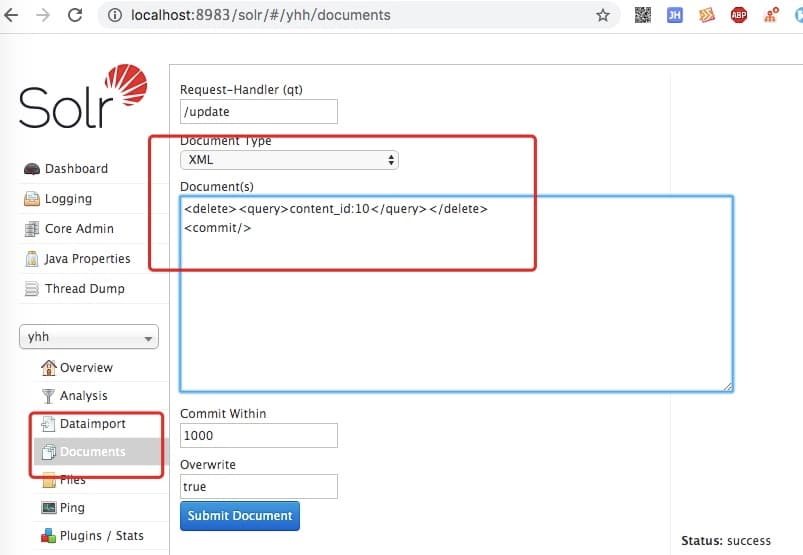 localhost:8983/solr/#/yhh/documents
JH
ABP
Solr
Dashboard
Logging
Core Admin
Java Properties
Thread Dump
yhh
Overview
Analysis
Dataimport
Documents
Files
Ping
Plugins / Stats
Request-Handler (qt)
/update
Document Type
XML
Document(s)
<delete><query>content_id:10</query></delete>
<commit/>
Commit Within
1000
Overwrite
true
Submit Document
Status: success